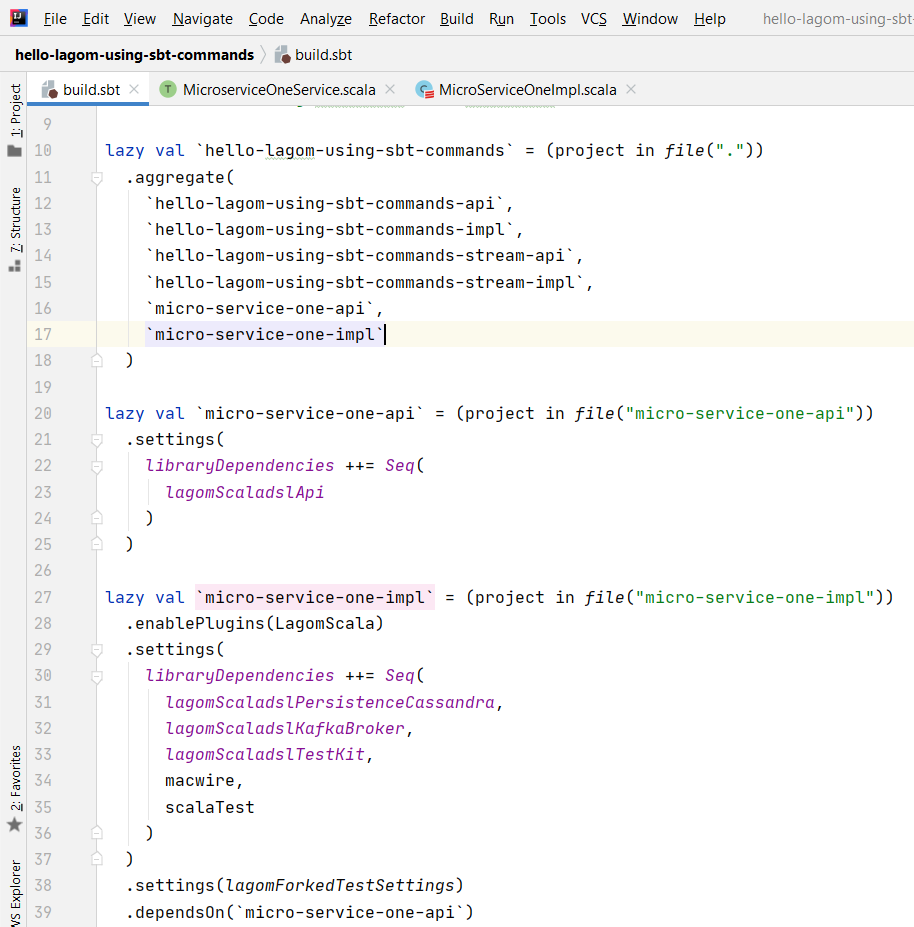 File Edit View Navigate Code Analyze Refactor Build Run Tools VCS Window Help hello-lagom-using-sbt-
hello-lagom-using-sbt-commands build.sbt
build.sbt MicroserviceOneService.scala MicroServiceOneImpl.scala
1: Project
7: Structure
2: Favorites
WS Explorer
9
10 lazy val `hello-lagom-using-sbt-commands` = (project in file("."))
11 .aggregate(
12 `hello-lagom-using-sbt-commands-api`,
13 `hello-lagom-using-sbt-commands-impl`,
14 `hello-lagom-using-sbt-commands-stream-api`,
15 `hello-lagom-using-sbt-commands-stream-impl`,
16 `micro-service-one-api`,
17 `micro-service-one-impl`
18 )
19
20 lazy val `micro-service-one-api` = (project in file("micro-service-one-api"))
21 .settings(
22 libraryDependencies ++= Seq(
23 lagomScaladslApi
24 )
25 )
26
27 lazy val `micro-service-one-impl` = (project in file("micro-service-one-impl"))
28 .enablePlugins(LagomScala)
29 .settings(
30 libraryDependencies ++= Seq(
31 lagomScaladslPersistenceCassandra,
32 lagomScaladslKafkaBroker,
33 lagomScaladslTestKit,
34 macwire,
35 scalaTest
36 )
37 )
38 .settings(lagomForkedTestSettings)
39 .dependsOn(`micro-service-one-api`)